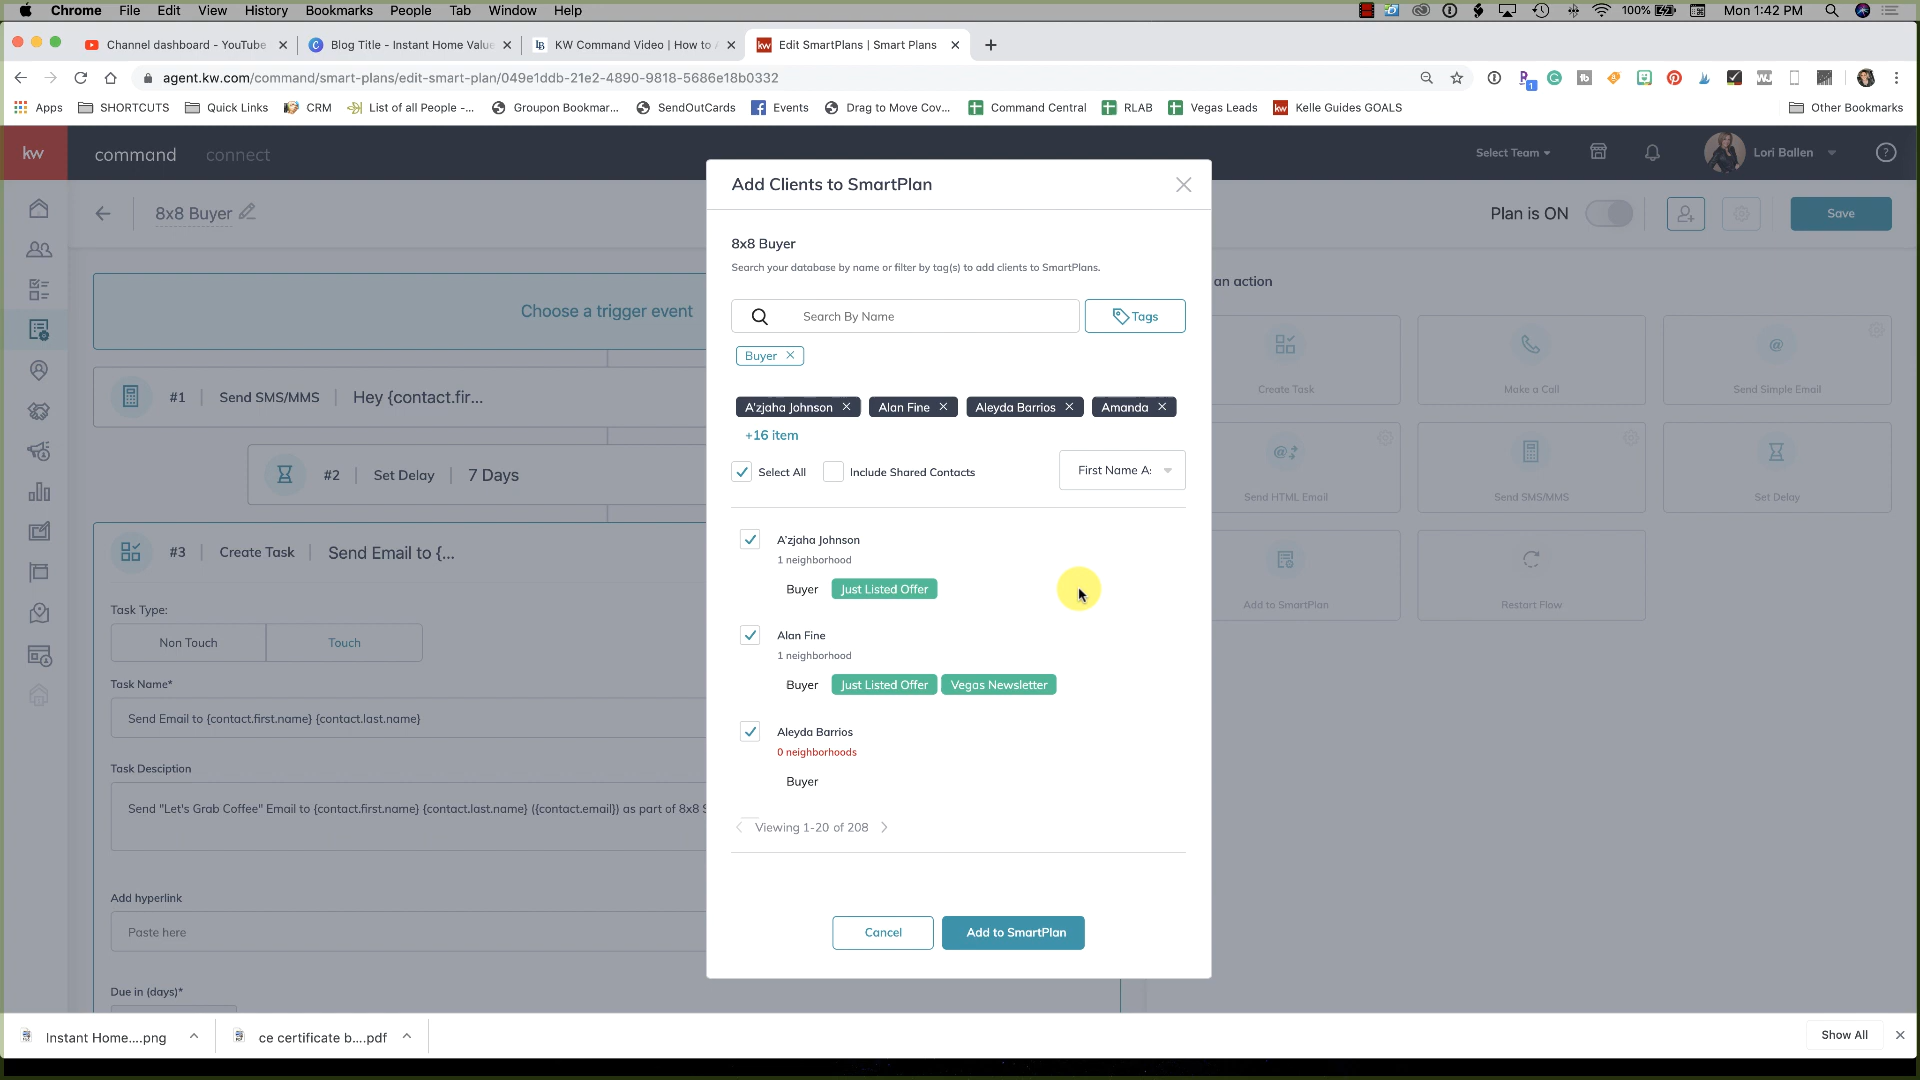 Chrome File Edit View History Bookmarks People Tab Window Help 100% Mon 1:42 PM
Channel dashboard - YouTube Blog Title - Instant Home Value KW Command Video | How to Edit SmartPlans | Smart Plans
agent.kw.com/command/smart-plans/edit-smart-plan/049e1ddb-21e2-4890-9818-5686e18b0332
Apps SHORTCUTS Quick Links CRM List of all People -... Groupon Bookmar... SendOutCards Events Drag to Move Cov... Command Central RLAB Vegas Leads kw Kelle Guides GOALS Other Bookmarks
kw command connect Select Team Lori Ballen
Add Clients to SmartPlan
8x8 Buyer Plan is ON Save
8x8 Buyer
Search your database by name or filter by tag(s) to add clients to SmartPlans.
an action
Choose a trigger event
Search By Name Tags
Buyer
Create Task Make a Call Send Simple Email
#1 Send SMS/MMS Hey {contact.fir...
A'zjaha Johnson Alan Fine Aleyda Barrios Amanda
+16 item
#2 Set Delay 7 Days
Select All Include Shared Contacts First Name A:
Send HTML Email Send SMS/MMS Set Delay
#3 Create Task Send Email to {...
A'zjaha Johnson
1 neighborhood
Buyer Just Listed Offer
Add to SmartPlan Restart Flow
Task Type:
Non Touch Touch
Alan Fine
1 neighborhood
Buyer Just Listed Offer Vegas Newsletter
Task Name*
Send Email to {contact.first.name} {contact.last.name}
Aleyda Barrios
0 neighborhoods
Buyer
Task Desciption
Send "Let's Grab Coffee" Email to {contact.first.name} {contact.last.name} ({contact.email}) as part of 8x8 S
Viewing 1-20 of 208
Add hyperlink
Paste here
Cancel Add to SmartPlan
Due in (days)*
Instant Home....png ce certificate b....pdf Show All